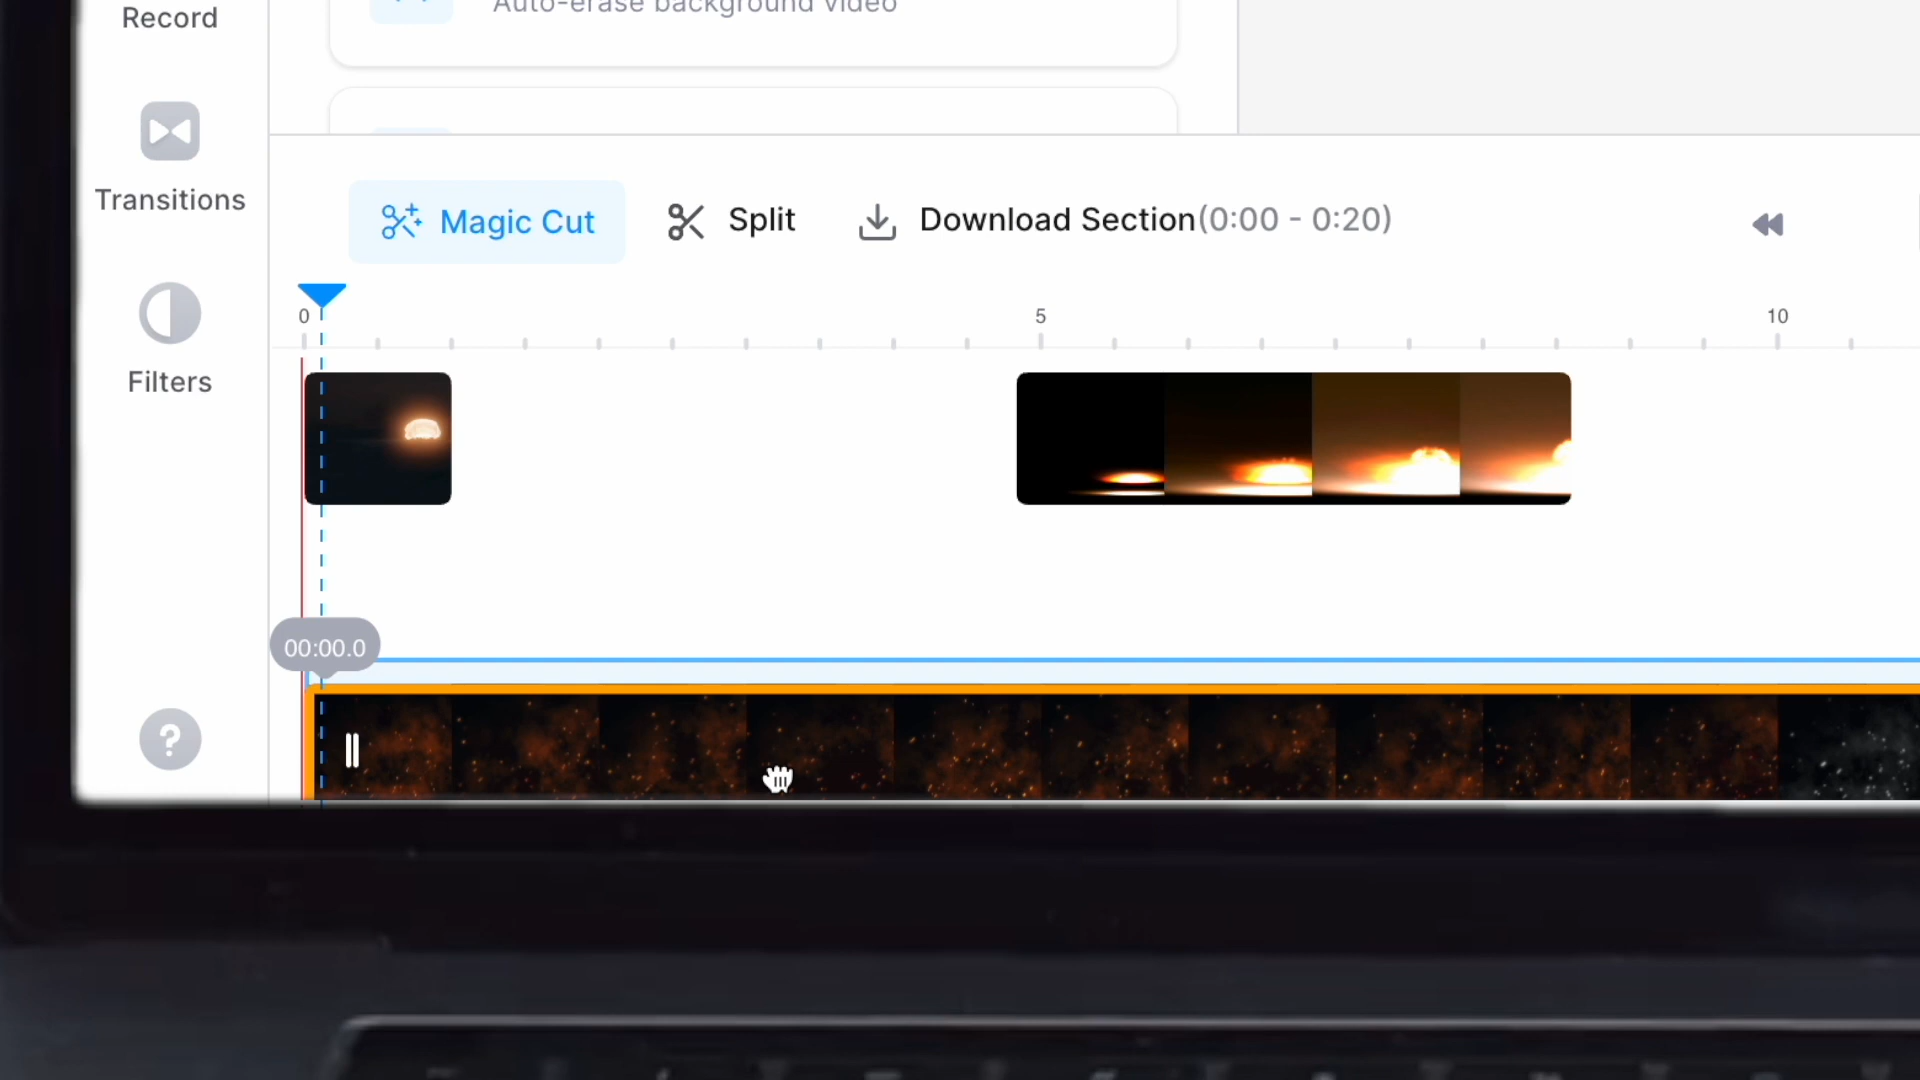 Record
Auto-erase background video
Transitions
Magic Cut
Split
Download Section(0:00 - 0:20)
0
5
10
Filters
00:00.0
?